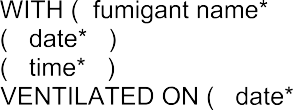 WITH ( fumigant name*
( date* )
( time* )
VENTILATED ON ( date*